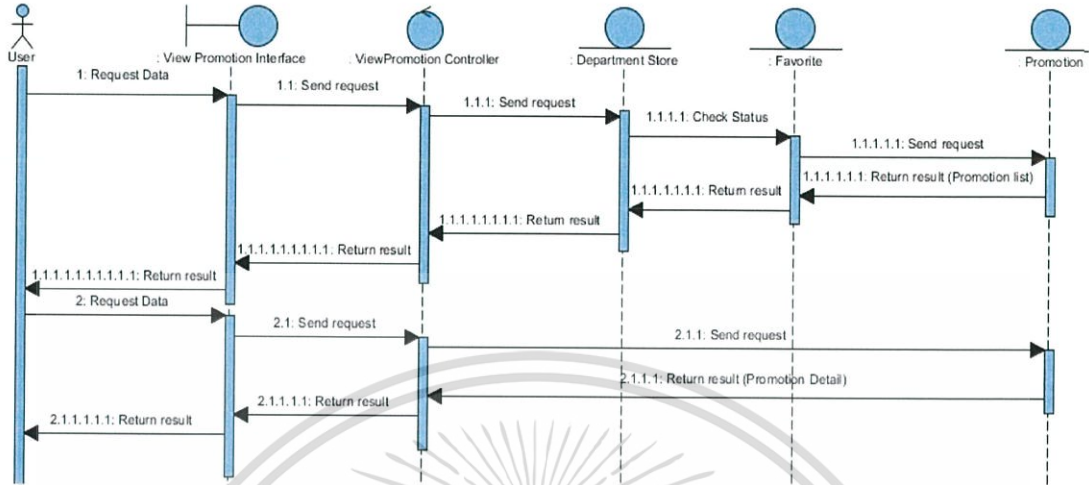 User
: View Promotion Interface
: ViewPromotion Controller
: Department Store
: Favorite
: Promotion
1: Request Data
1.1: Send request
1.1.1: Send request
1.1.1.1: Check Status
1.1.1.1.1: Send request
1.1.1.1.1.1: Return result (Promotion list)
1.1.1.1.1.1.1: Return result
1.1.1.1.1.1.1.1: Return result
1.1.1.1.1.1.1.1.1: Return result
1.1.1.1.1.1.1.1.1.1: Return result
2: Request Data
2.1: Send request
2.1.1: Send request
2.1.1.1: Return result (Promotion Detail)
2.1.1.1.1: Return result
2.1.1.1.1.1: Return result